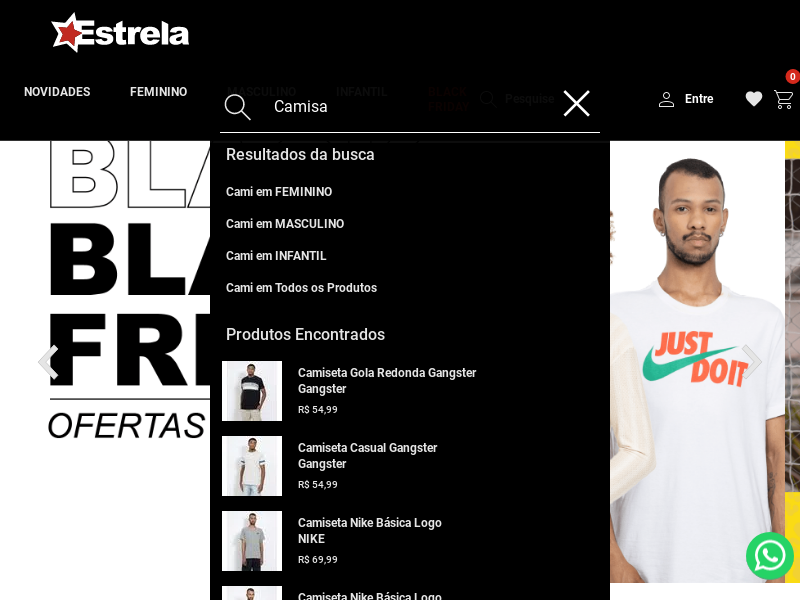 Estrela
NOVIDADES
FEMININO
MASCULINO
INFANTIL
BLACK
FRIDAY
Pesquise
Entre
0
Camisa
Resultados da busca
Cami em FEMININO
Cami em MASCULINO
Cami em INFANTIL
Cami em Todos os Produtos
Produtos Encontrados
Camiseta Gola Redonda Gangster
Gangster
R$ 54,99
Camiseta Casual Gangster
Gangster
R$ 54,99
Camiseta Nike Básica Logo
NIKE
R$ 69,99
Camiseta Nike Básica Logo
BLA
BLA
FRI
OFERTAS
JUST
DO IT